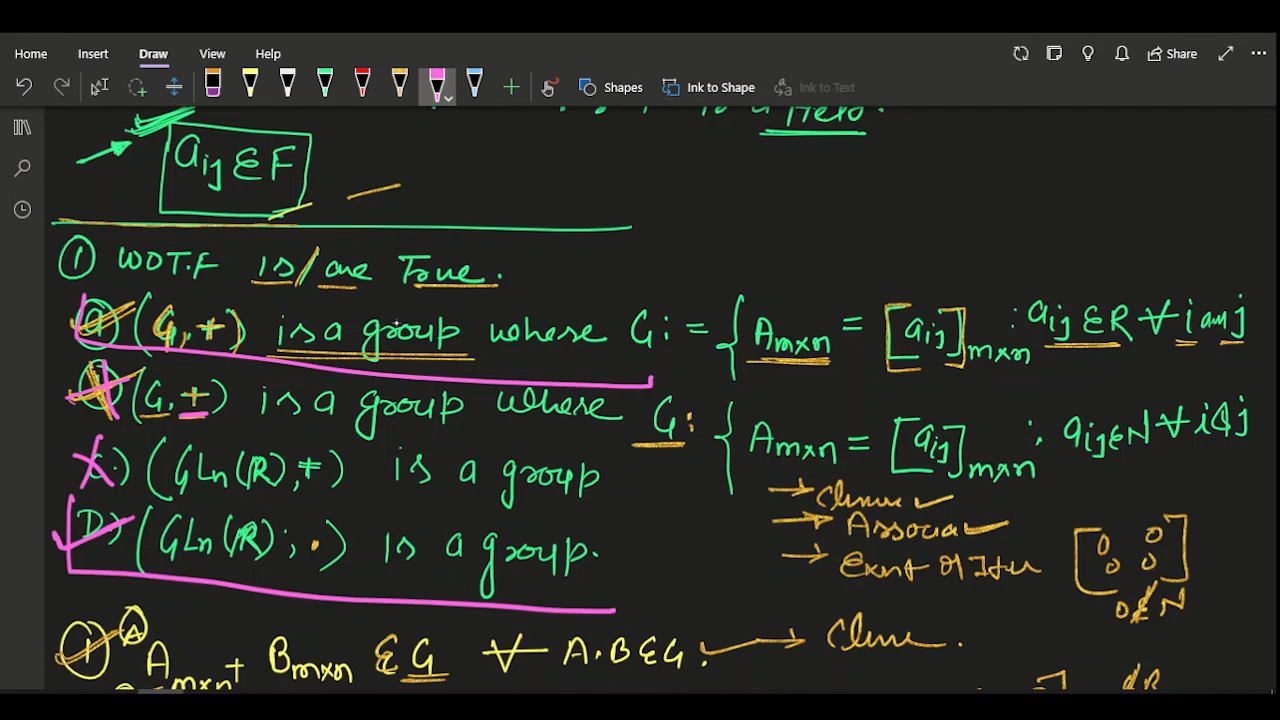 Home Insert Draw View Help Share
Shapes Ink to Shape Ink to Text
aij ∈ F
① WOT.F is/are True.
(G, +) is a group where G: = { Amxn = [aij]mxn : aij ∈ R ∀ i and j
(G, +) is a group where G: { Amxn = [aij]mxn : aij ∈ N ∀ i & j
C.) (GLn(R), +) is a group
D.) (GLn(R), ·) is a group.
→ Closure ✓
→ Associa ✓
→ Exist of Iden
[0 0
0 0]
0 ∉ N
① A Amxn + Bmxn ∈ G ∀ A, B ∈ G. → Closure.